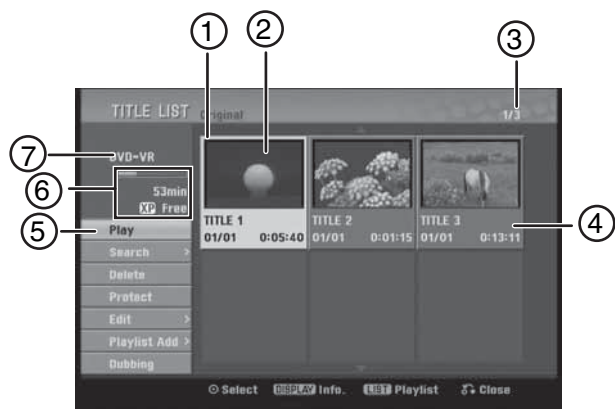 1 2 3
TITLE LIST Original 1/3
7 DVD-VR
6 53min
XP Free
TITLE 1 TITLE 2 TITLE 3
01/01 0:05:40 01/01 0:01:15 01/01 0:13:11
4
5 Play
Search >
Delete
Protect
Edit >
Playlist Add >
Dubbing
Select DISPLAY Info. LIST Playlist Close